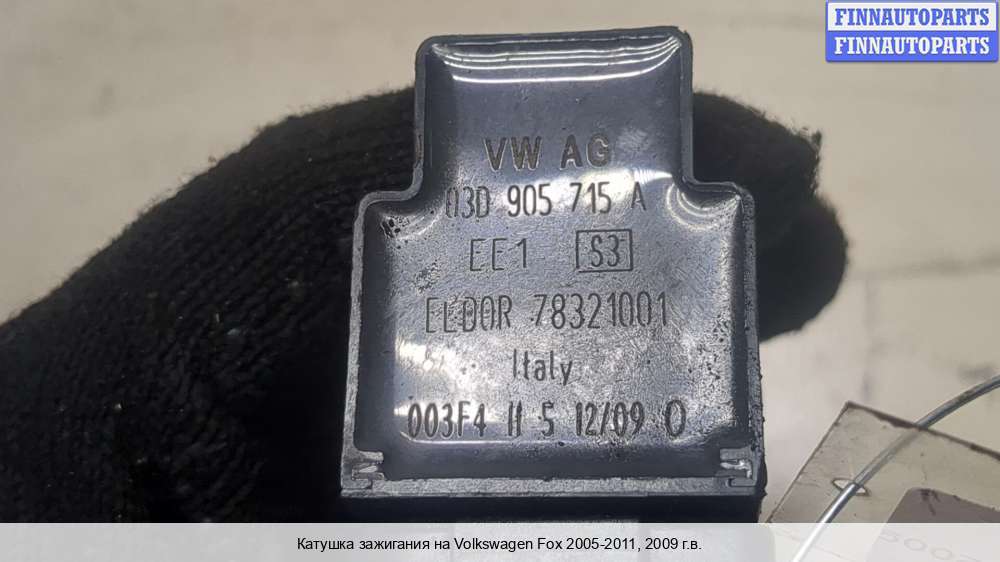 FINNAUTOPARTS
FINNAUTOPARTS
VW AG
03D 905 715 A
EE1 S3
ELDOR 78321001
Italy
003F4 H 5 12/09 O
Катушка зажигания на Volkswagen Fox 2005-2011, 2009 г.в.